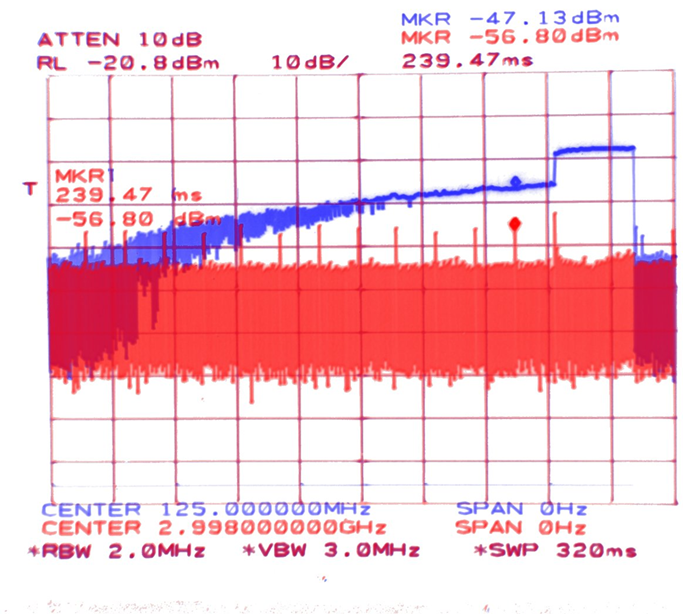 MKR -47.13dBm
ATTEN 10dB MKR -56.80dBm
RL -20.8dBm 10dB/ 239.47ms
T
MKR1
239.47 ms
-56.80 dBm
CENTER 125.000000MHz SPAN 0Hz
CENTER 2.998000000GHz SPAN 0Hz
*RBW 2.0MHz *VBW 3.0MHz *SWP 320ms